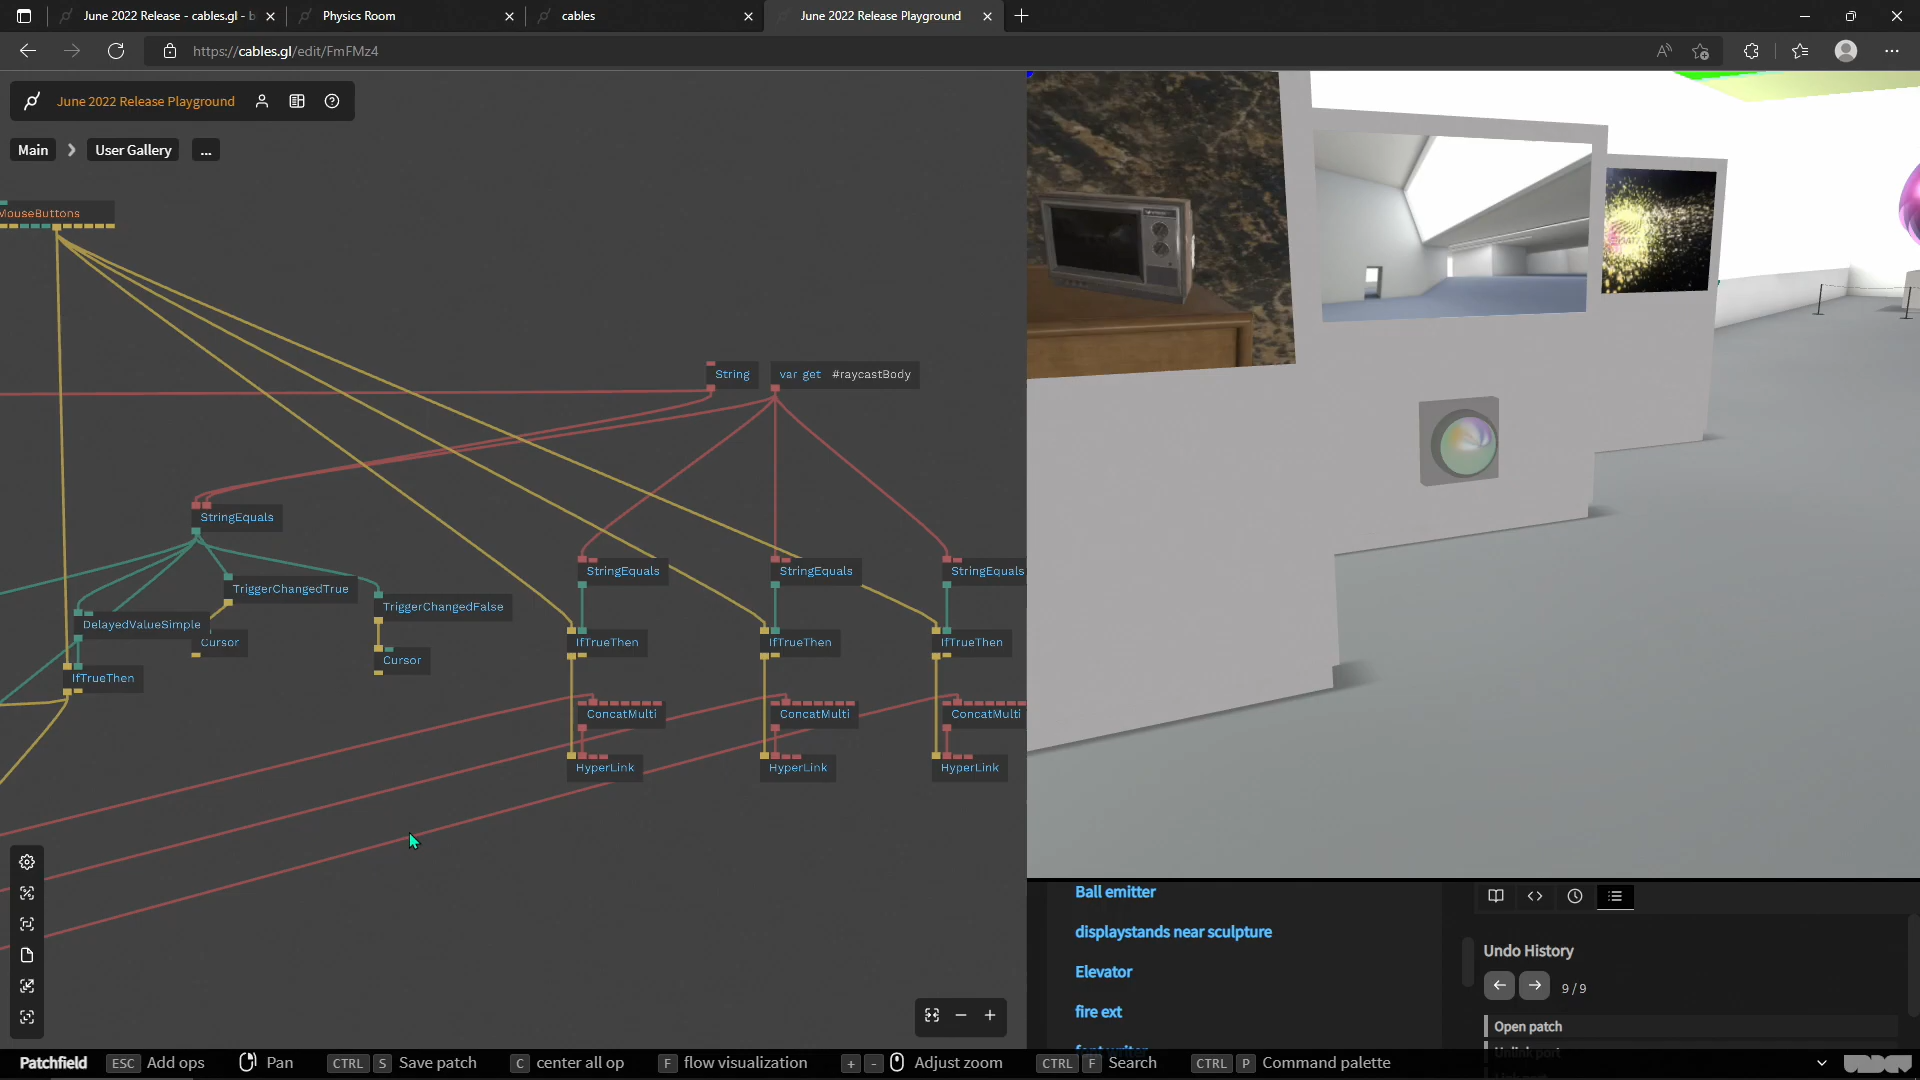 June 2022 Release - cables.gl - b
Physics Room
cables
June 2022 Release Playground
https://cables.gl/edit/FmFMz4
June 2022 Release Playground
Main
User Gallery
...
MouseButtons
String
var get #raycastBody
StringEquals
TriggerChangedTrue
TriggerChangedFalse
DelayedValueSimple
Cursor
Cursor
IfTrueThen
StringEquals
StringEquals
StringEquals
IfTrueThen
IfTrueThen
IfTrueThen
ConcatMulti
ConcatMulti
ConcatMulti
HyperLink
HyperLink
HyperLink
Ball emitter
displaystands near sculpture
Elevator
fire ext
font writer
Undo History
9 / 9
Open patch
Unlink port
Patchfield
ESC Add ops
Pan
CTRL S Save patch
C center all op
F flow visualization
+ - Adjust zoom
CTRL F Search
CTRL P Command palette